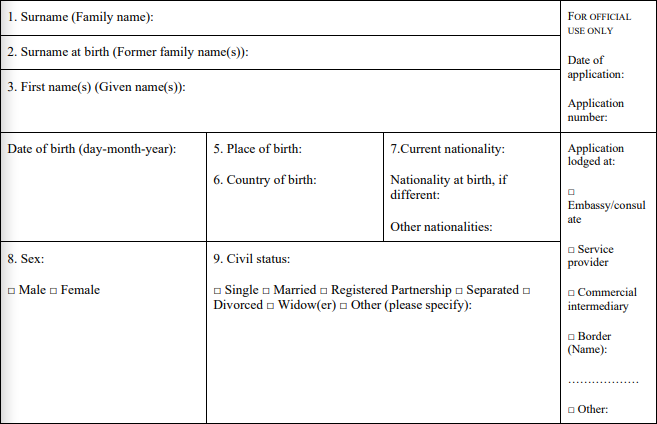 1. Surname (Family name):
2. Surname at birth (Former family name(s)):
3. First name(s) (Given name(s)):
Date of birth (day-month-year):
5. Place of birth:
6. Country of birth:
7.Current nationality:
Nationality at birth, if
different:
Other nationalities:
8. Sex:
□ Male □ Female
9. Civil status:
□ Single □ Married □ Registered Partnership □ Separated □
Divorced □ Widow(er) □ Other (please specify):
FOR OFFICIAL
USE ONLY
Date of
application:
Application
number:
Application
lodged at:
□
Embassy/consul
ate
□ Service
provider
□ Commercial
intermediary
□ Border
(Name):
………………
□ Other: